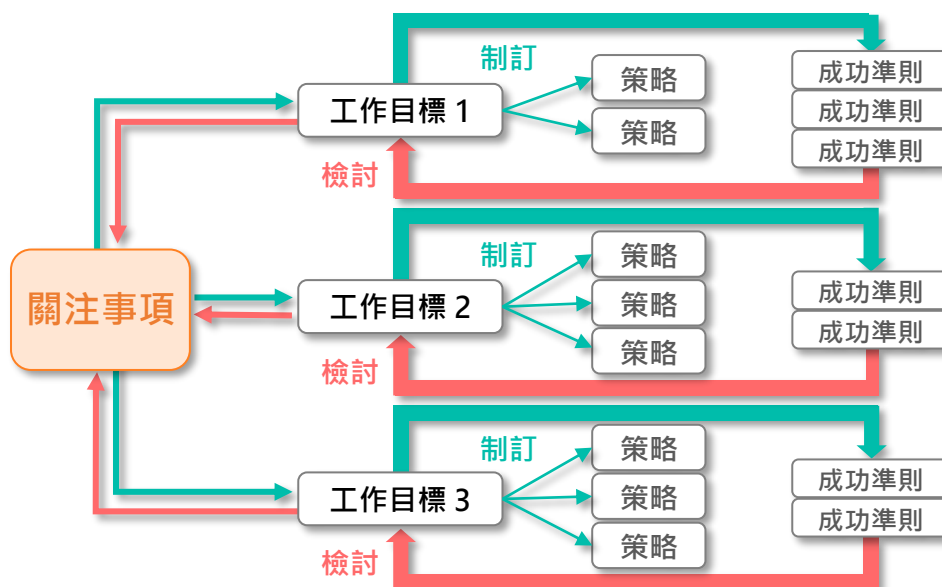 制訂
策略
成功準則
工作目標 1
成功準則
策略
成功準則
檢討
制訂
策略
關注事項
工作目標 2
策略
成功準則
成功準則
策略
檢討
制訂
策略
成功準則
工作目標 3
策略
成功準則
策略
檢討